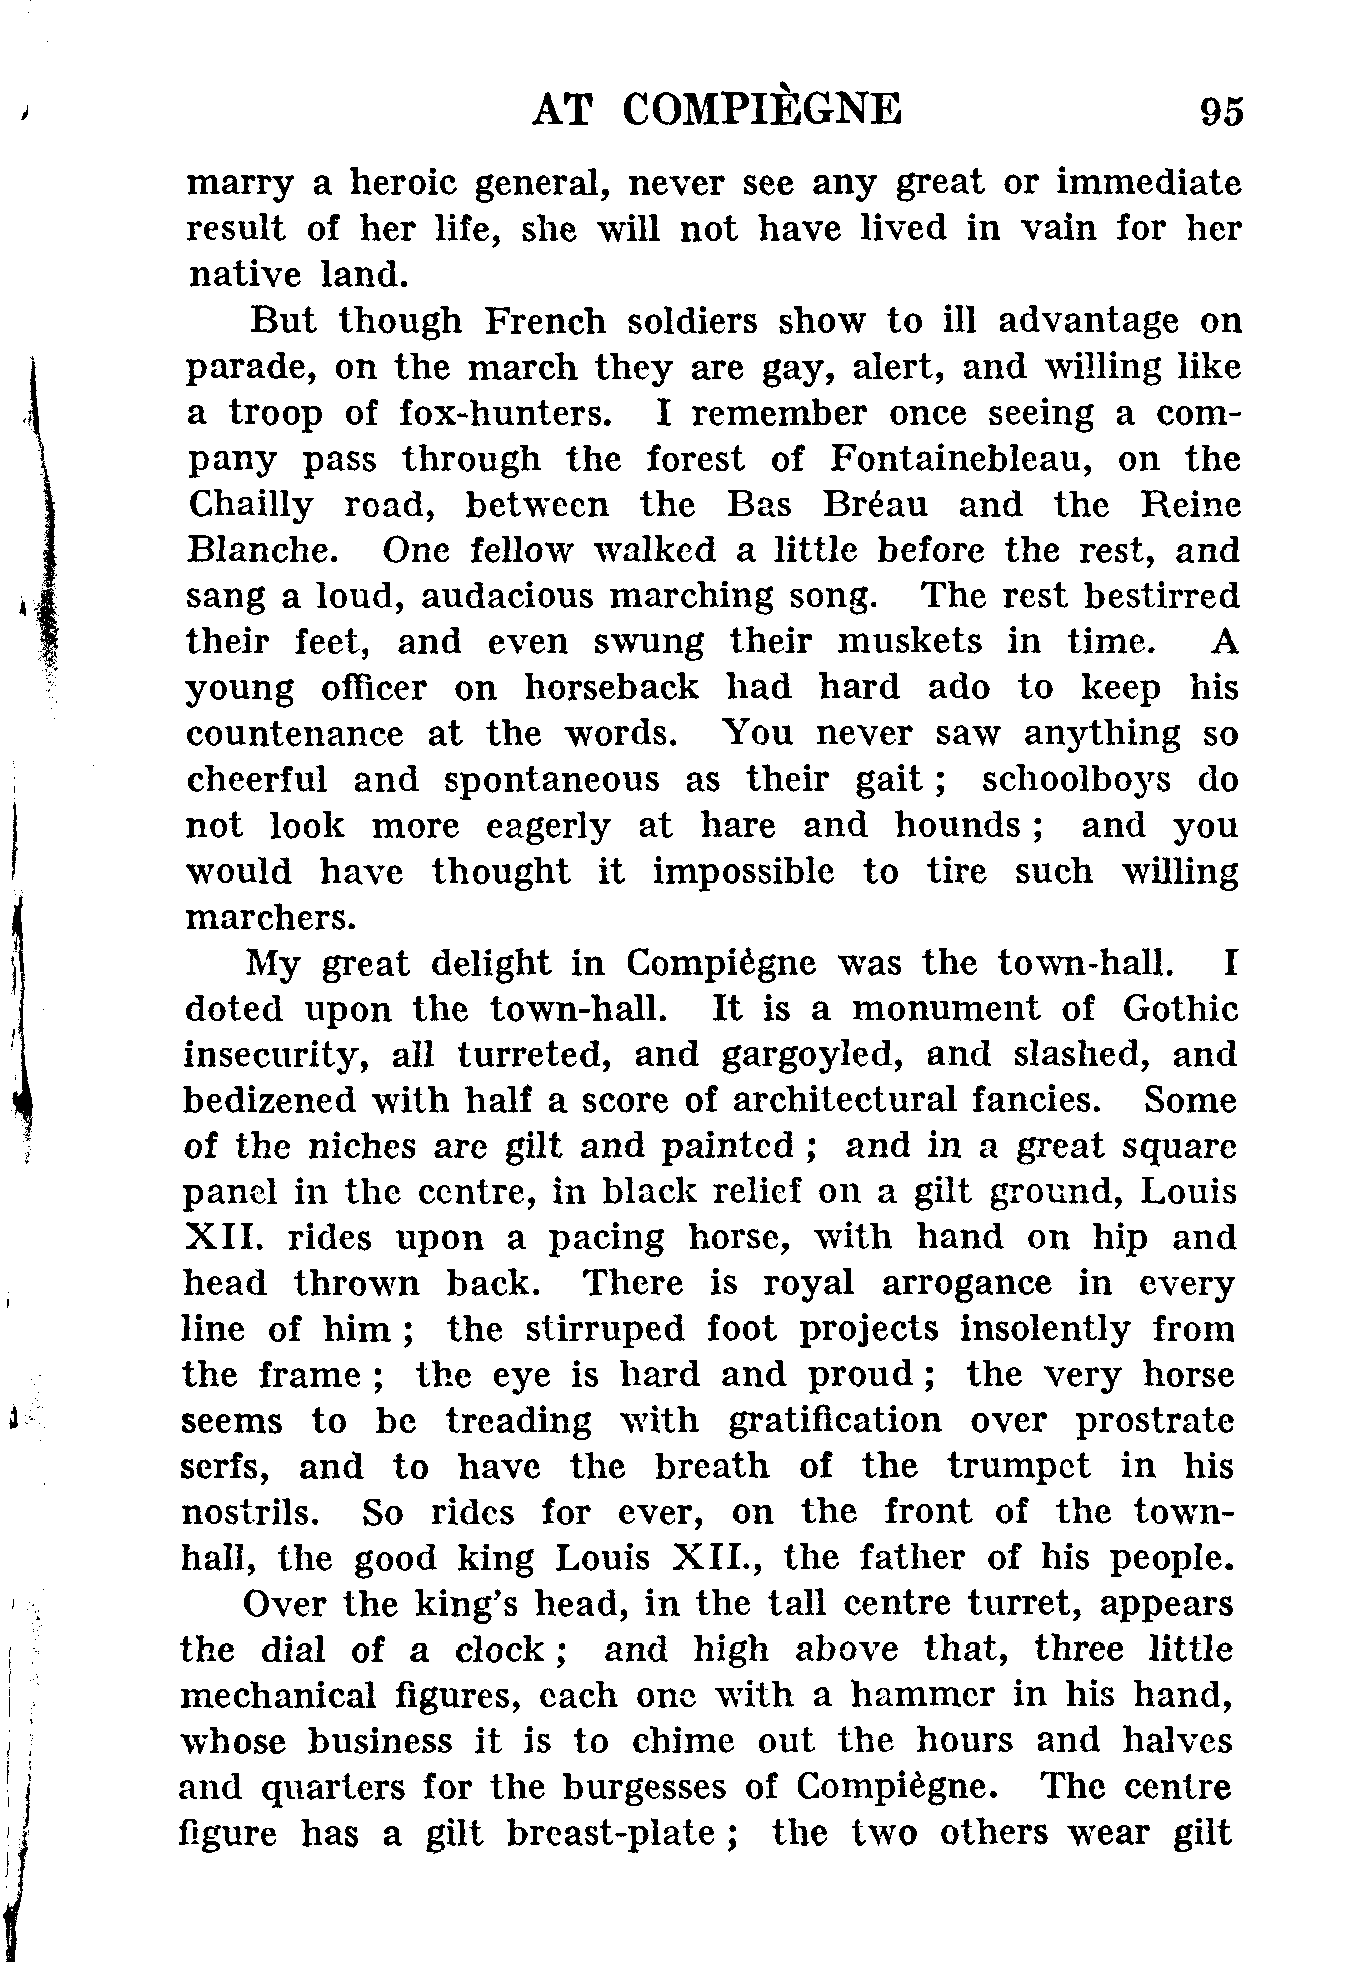 AT COMPIÈGNE 95
marry a heroic general, never see any great or immediate
result of her life, she will not have lived in vain for her
native land.
But though French soldiers show to ill advantage on
parade, on the march they are gay, alert, and willing like
a troop of fox-hunters. I remember once seeing a com-
pany pass through the forest of Fontainebleau, on the
Chailly road, between the Bas Bréau and the Reine
Blanche. One fellow walked a little before the rest, and
sang a loud, audacious marching song. The rest bestirred
their feet, and even swung their muskets in time. A
young officer on horseback had hard ado to keep his
countenance at the words. You never saw anything so
cheerful and spontaneous as their gait ; schoolboys do
not look more eagerly at hare and hounds ; and you
would have thought it impossible to tire such willing
marchers.
My great delight in Compiègne was the town-hall. I
doted upon the town-hall. It is a monument of Gothic
insecurity, all turreted, and gargoyled, and slashed, and
bedizened with half a score of architectural fancies. Some
of the niches are gilt and painted ; and in a great square
panel in the centre, in black relief on a gilt ground, Louis
XII. rides upon a pacing horse, with hand on hip and
head thrown back. There is royal arrogance in every
line of him ; the stirruped foot projects insolently from
the frame ; the eye is hard and proud ; the very horse
seems to be treading with gratification over prostrate
serfs, and to have the breath of the trumpet in his
nostrils. So rides for ever, on the front of the town-
hall, the good king Louis XII., the father of his people.
Over the king's head, in the tall centre turret, appears
the dial of a clock ; and high above that, three little
mechanical figures, each one with a hammer in his hand,
whose business it is to chime out the hours and halves
and quarters for the burgesses of Compiègne. The centre
figure has a gilt breast-plate ; the two others wear gilt